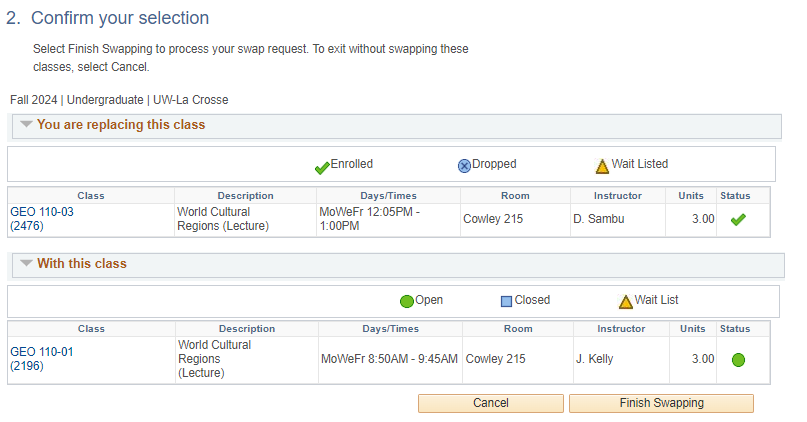 2. Confirm your selection
Select Finish Swapping to process your swap request. To exit without swapping these
classes, select Cancel.
Fall 2024 | Undergraduate | UW-La Crosse
You are replacing this class
Enrolled Dropped Wait Listed
Class Description Days/Times Room Instructor Units Status
GEO 110-03 World Cultural MoWeFr 12:05PM - Cowley 215 D. Sambu 3.00
(2476) Regions (Lecture) 1:00PM
With this class
Open Closed Wait List
Class Description Days/Times Room Instructor Units Status
GEO 110-01 World Cultural MoWeFr 8:50AM - 9:45AM Cowley 215 J. Kelly 3.00
(2196) Regions
(Lecture)
Cancel Finish Swapping